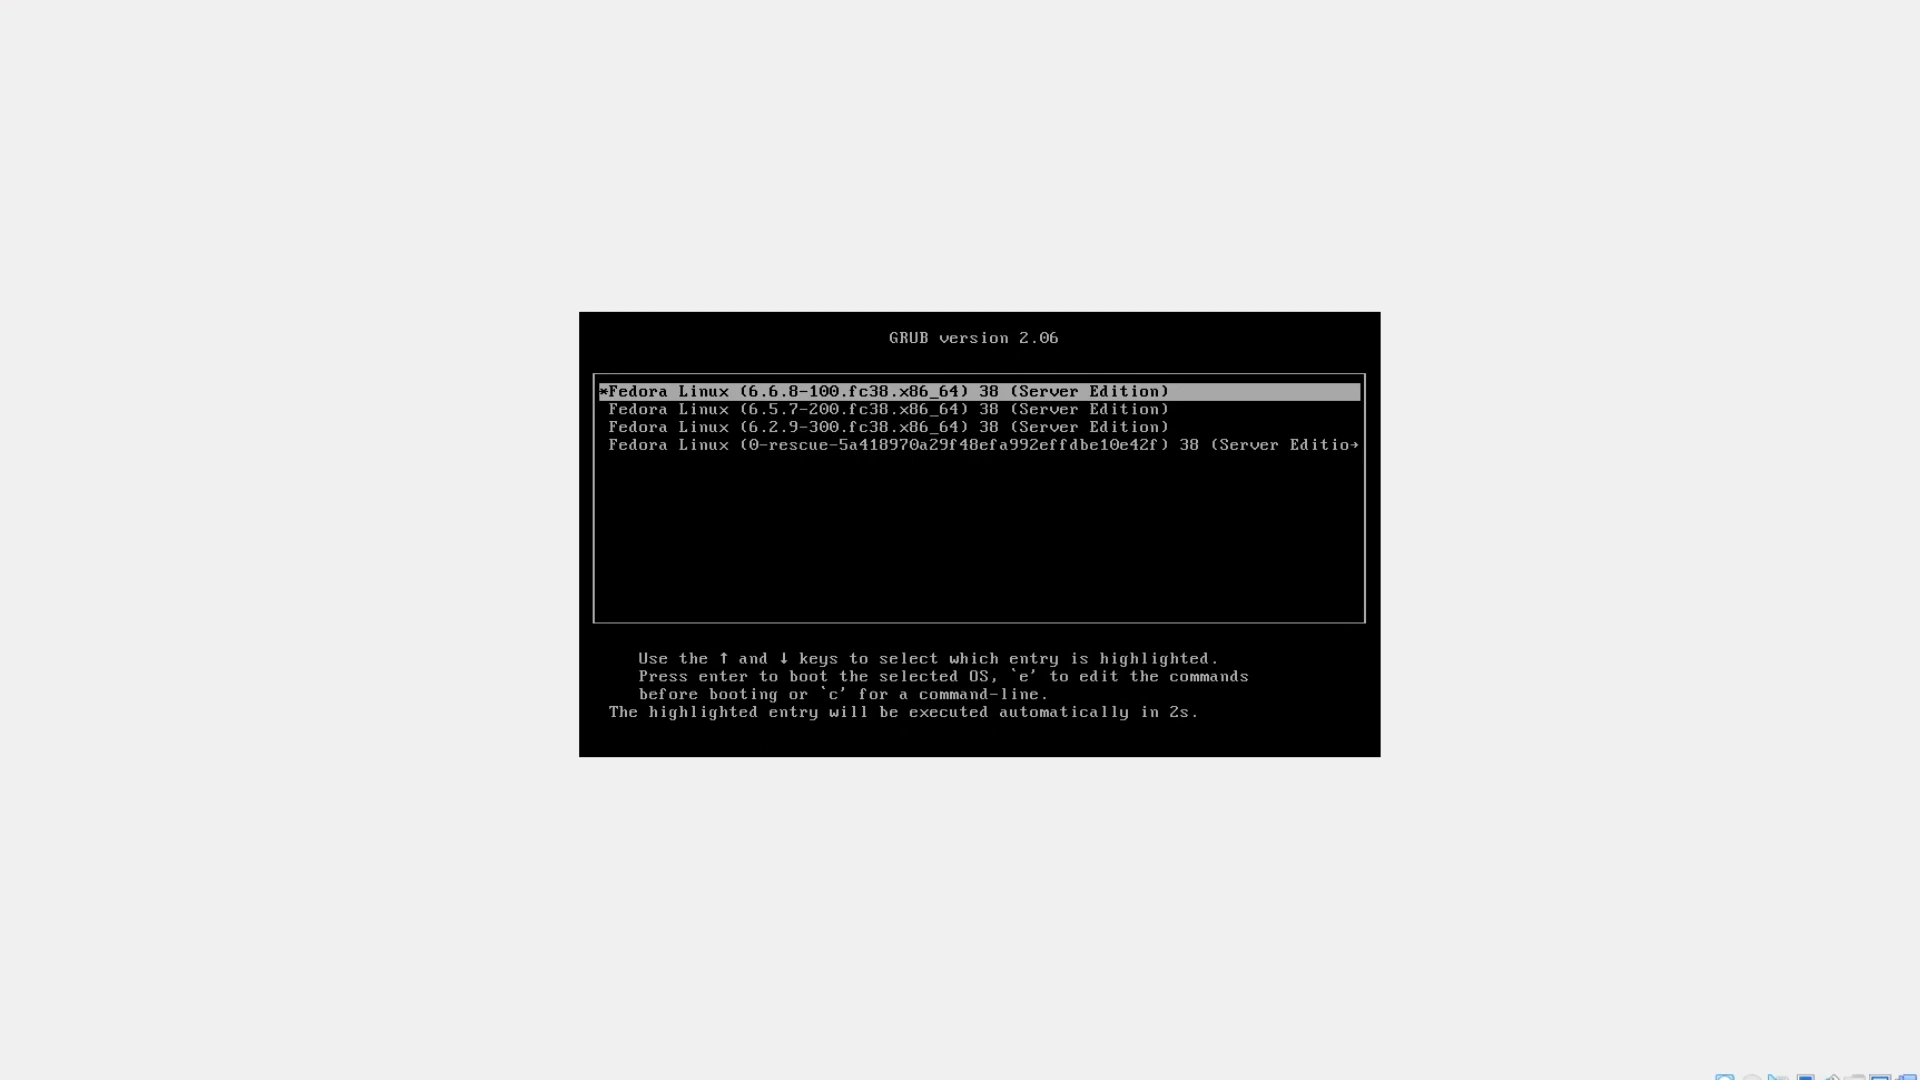 GRUB version 2.06
*Fedora Linux (6.6.8-100.fc38.x86_64) 38 (Server Edition)
Fedora Linux (6.5.7-200.fc38.x86_64) 38 (Server Edition)
Fedora Linux (6.2.9-300.fc38.x86_64) 38 (Server Edition)
Fedora Linux (0-rescue-5a418970a29f48efa992effdbe10e42f) 38 (Server Editio→
Use the ↑ and ↓ keys to select which entry is highlighted.
Press enter to boot the selected OS, `e' to edit the commands
before booting or `c' for a command-line.
The highlighted entry will be executed automatically in 2s.